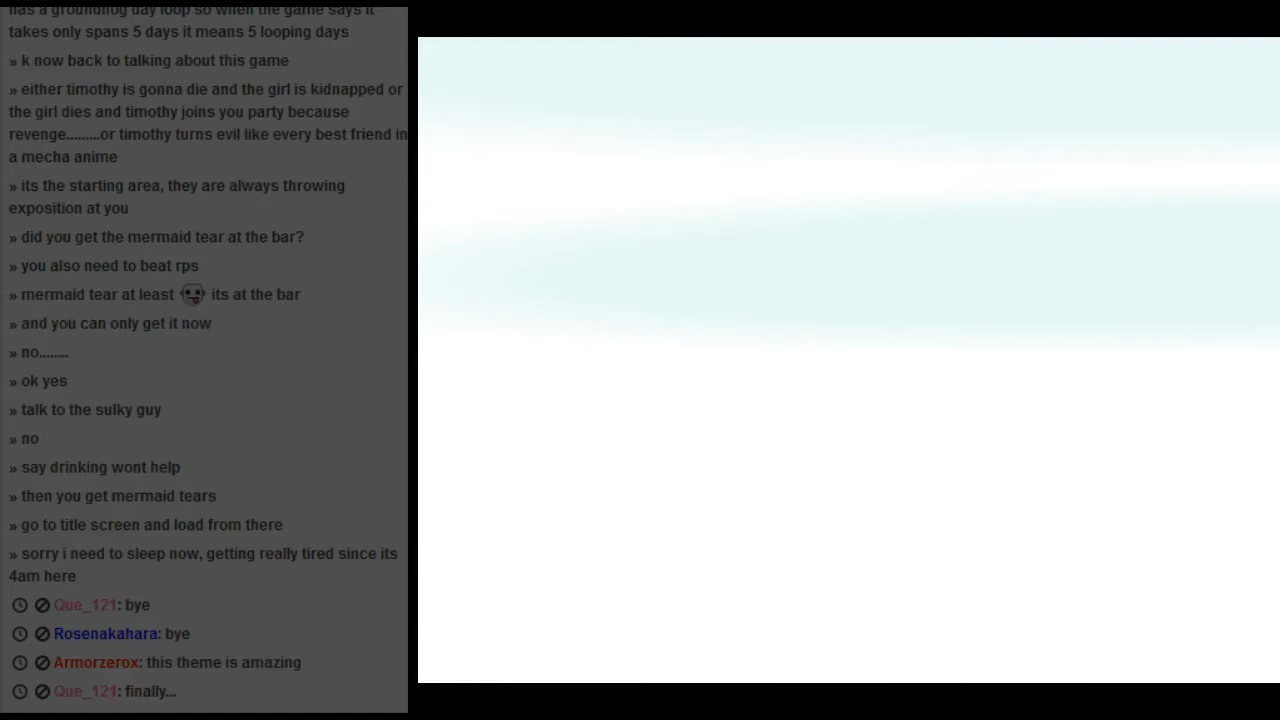 has a groundhog day loop so when the game says it
takes only spans 5 days it means 5 looping days
» k now back to talking about this game
» either timothy is gonna die and the girl is kidnapped or
the girl dies and timothy joins you party because
revenge.........or timothy turns evil like every best friend in
a mecha anime
» its the starting area, they are always throwing
exposition at you
» did you get the mermaid tear at the bar?
» you also need to beat rps
» mermaid tear at least its at the bar
» and you can only get it now
» no........
» ok yes
» talk to the sulky guy
» no
» say drinking wont help
» then you get mermaid tears
» go to title screen and load from there
» sorry i need to sleep now, getting really tired since its
4am here
Que_121: bye
Rosenakahara: bye
Armorzerox: this theme is amazing
Que_121: finally...